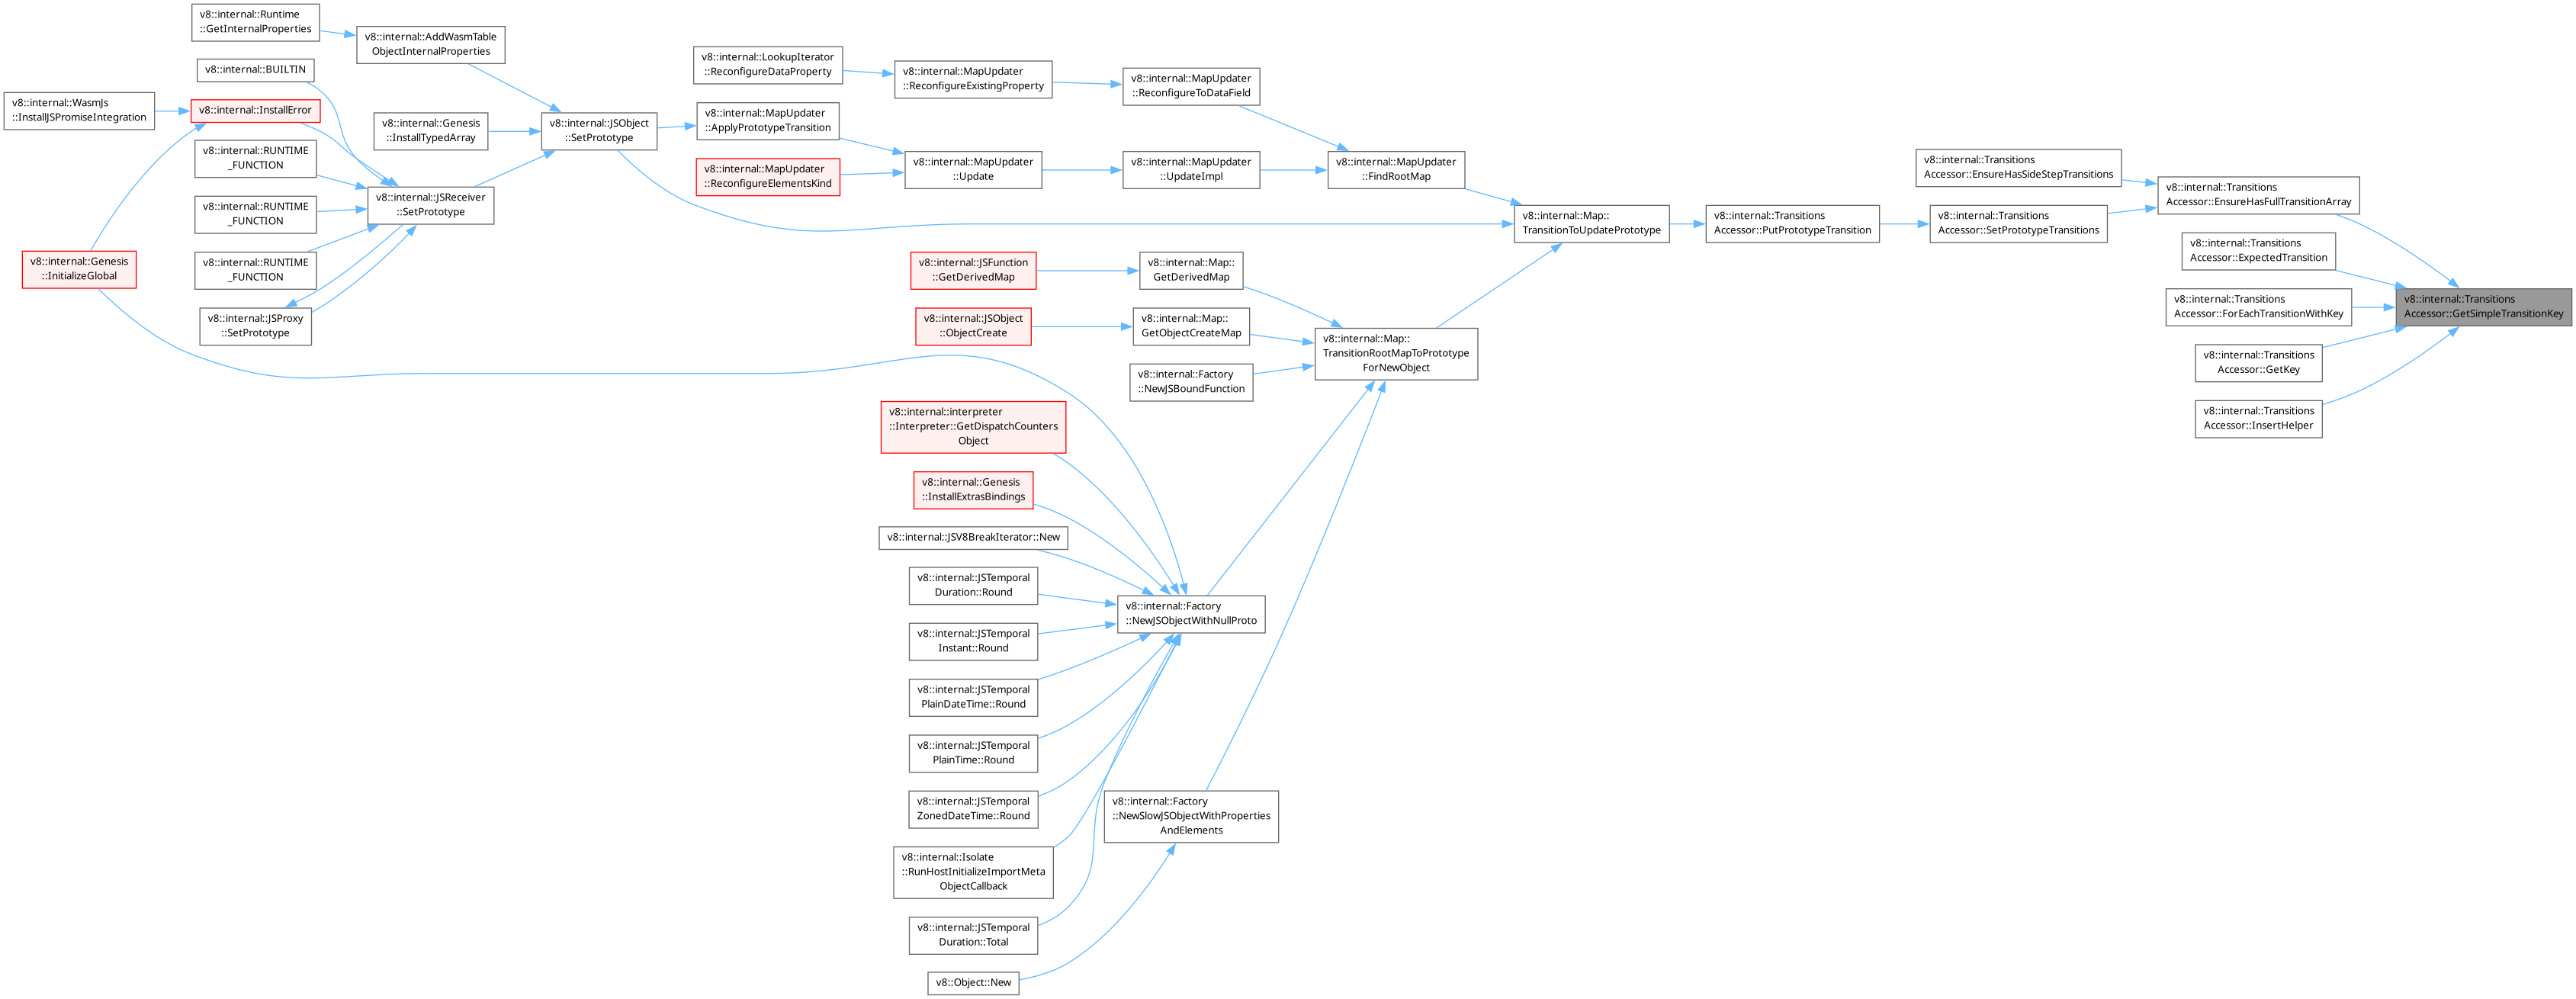 v8::internal::Runtime
::GetInternalProperties
v8::internal::AddWasmTable
ObjectInternalProperties
v8::internal::BUILTIN
v8::internal::WasmJs
::InstallJSPromiseIntegration
v8::internal::InstallError
v8::internal::Genesis
::InstallTypedArray
v8::internal::RUNTIME
_FUNCTION
v8::internal::RUNTIME
_FUNCTION
v8::internal::RUNTIME
_FUNCTION
v8::internal::JSReceiver
::SetPrototype
v8::internal::Genesis
::InitializeGlobal
v8::internal::JSProxy
::SetPrototype
v8::internal::JSObject
::SetPrototype
v8::internal::LookupIterator
::ReconfigureDataProperty
v8::internal::MapUpdater
::ApplyPrototypeTransition
v8::internal::MapUpdater
::ReconfigureElementsKind
v8::internal::MapUpdater
::ReconfigureExistingProperty
v8::internal::MapUpdater
::Update
v8::internal::MapUpdater
::ReconfigureToDataField
v8::internal::MapUpdater
::UpdateImpl
v8::internal::MapUpdater
::FindRootMap
v8::internal::Map::
TransitionToUpdatePrototype
v8::internal::Transitions
Accessor::PutPrototypeTransition
v8::internal::Transitions
Accessor::EnsureHasSideStepTransitions
v8::internal::Transitions
Accessor::SetPrototypeTransitions
v8::internal::Transitions
Accessor::EnsureHasFullTransitionArray
v8::internal::Transitions
Accessor::ExpectedTransition
v8::internal::Transitions
Accessor::ForEachTransitionWithKey
v8::internal::Transitions
Accessor::GetKey
v8::internal::Transitions
Accessor::InsertHelper
v8::internal::Transitions
Accessor::GetSimpleTransitionKey
v8::internal::JSFunction
::GetDerivedMap
v8::internal::Map::
GetDerivedMap
v8::internal::JSObject
::ObjectCreate
v8::internal::Map::
GetObjectCreateMap
v8::internal::Factory
::NewJSBoundFunction
v8::internal::Map::
TransitionRootMapToPrototype
ForNewObject
v8::internal::interpreter
::Interpreter::GetDispatchCounters
Object
v8::internal::Genesis
::InstallExtrasBindings
v8::internal::JSV8BreakIterator::New
v8::internal::JSTemporal
Duration::Round
v8::internal::JSTemporal
Instant::Round
v8::internal::JSTemporal
PlainDateTime::Round
v8::internal::JSTemporal
PlainTime::Round
v8::internal::JSTemporal
ZonedDateTime::Round
v8::internal::Isolate
::RunHostInitializeImportMeta
ObjectCallback
v8::internal::JSTemporal
Duration::Total
v8::Object::New
v8::internal::Factory
::NewJSObjectWithNullProto
v8::internal::Factory
::NewSlowJSObjectWithProperties
AndElements